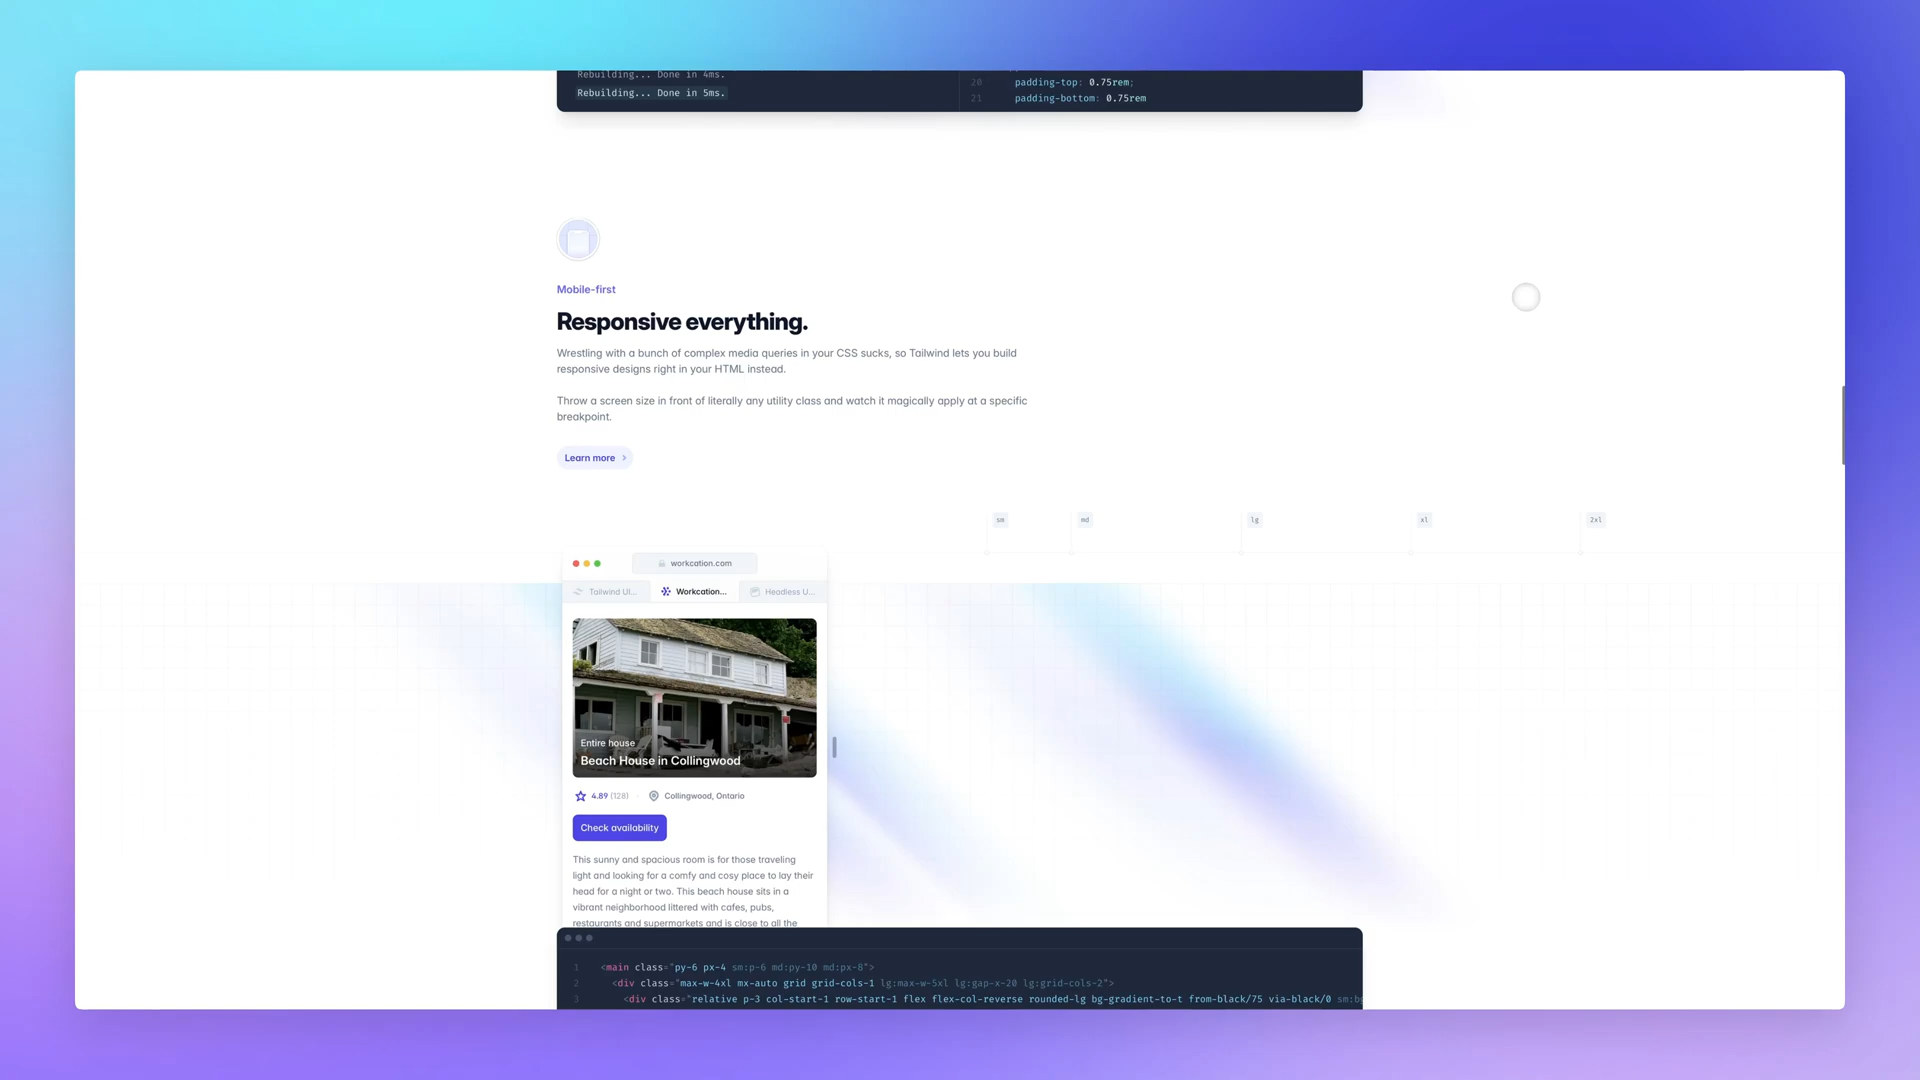 Rebuilding... Done in 4ms.
Rebuilding... Done in 5ms.
20 padding-top: 0.75rem;
21 padding-bottom: 0.75rem
Mobile-first
Responsive everything.
Wrestling with a bunch of complex media queries in your CSS sucks, so Tailwind lets you build
responsive designs right in your HTML instead.
Throw a screen size in front of literally any utility class and watch it magically apply at a specific
breakpoint.
Learn more
sm md lg xl 2xl
workcation.com
Tailwind UI... Workcation... Headless U...
Entire house
Beach House in Collingwood
4.89 (128) · Collingwood, Ontario
Check availability
This sunny and spacious room is for those traveling
light and looking for a comfy and cosy place to lay their
head for a night or two. This beach house sits in a
vibrant neighborhood littered with cafes, pubs,
restaurants and supermarkets and is close to all the
1 <main class="py-6 px-4 sm:p-6 md:py-10 md:px-8">
2 <div class="max-w-4xl mx-auto grid grid-cols-1 lg:max-w-5xl lg:gap-x-20 lg:grid-cols-2">
3 <div class="relative p-3 col-start-1 row-start-1 flex flex-col-reverse rounded-lg bg-gradient-to-t from-black/75 via-black/0